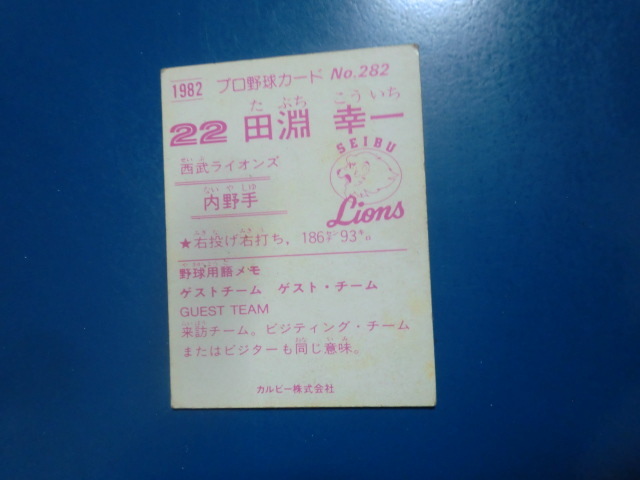 1982 プロ野球カード No.282
たぶち こういち
22 田淵 幸一
西武ライオンズ
SEIBU
ないやしゅ
内野手
Lions
★右投げ右打ち，186㌢ 93㌔
野球用語メモ
ゲストチーム ゲスト・チーム
GUEST TEAM
来訪チーム。ビジティング・チーム
またはビジターも同じ意味。
カルビー株式会社